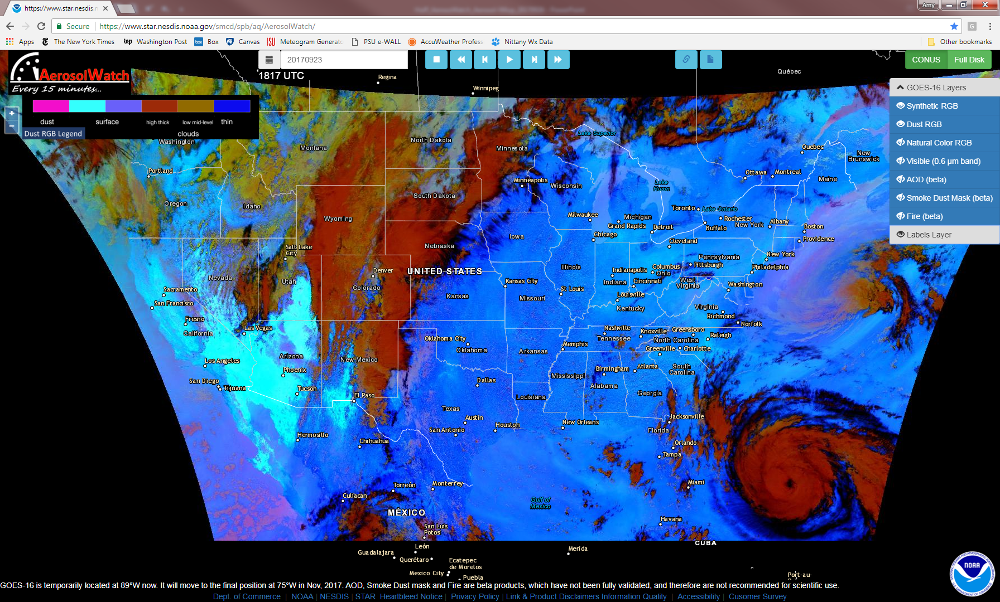 https://www.star.nesdis.n
Amy
Secure
https://www.star.nesdis.noaa.gov/smcd/spb/aq/AerosolWatch/
G
Apps
The New York Times
wp
Washington Post
box
Box
Canvas
ISU
Meteogram Generato
PSU e-WALL
AccuWeather Profess
Nittany Wx Data
Other bookmarks
AerosolWatch
Every 15 minutes...
20170923
1817 UTC
CONUS
Full Disk
GOES-16 Layers
Synthetic RGB
Dust RGB
Natural Color RGB
Visible (0.6 µm band)
AOD (beta)
Smoke Dust Mask (beta)
Fire (beta)
Labels Layer
+
−
dust
surface
high thick
low mid-level
thin
clouds
Dust RGB Legend
Regina
Winnipeg
Québec
Washington
Montana
North Dakota
Minnesota
Lake Superior
Quebec
New
Brunswick
Portland
Minneapolis
Wisconsin
Lake
Huron
Ottawa
Montreal
Maine
Oregon
Idaho
South Dakota
Wyoming
Milwaukee
Michigan
Toronto
Lake Ontario
Rochester
Grand Rapids
Detroit
Buffalo
New York
Albany
Boston
Salt Lake
City
Nebraska
Iowa
Chicago
Cleveland
Providence
Nevada
Utah
Denver
UNITED STATES
Illinois
Indianapolis
Columbus
Ohio
Pennsylvania
Pittsburgh
New York
Philadelphia
Sacramento
San Francisco
Colorado
Kansas
Kansas City
Missouri
St Louis
Indiana
Cincinnati
West
Virginia
Washington
Louisville
Kentucky
Virginia
Richmond
Norfolk
Fresno
California
Las Vegas
Arizona
New Mexico
Oklahoma City
Oklahoma
Arkansas
Memphis
Nashville
Tennessee
Knoxville
Greensboro
Raleigh
North Carolina
Greenville
Charlotte
Los Angeles
Phoenix
San Diego
Tijuana
Tucson
El Paso
Dallas
Mississippi
Birmingham
Alabama
Atlanta
South
Carolina
Georgia
Louisiana
Texas
Austin
San Antonio
Houston
New Orleans
Jacksonville
Florida
Orlando
Tampa
Miami
Hermosillo
Chihuahua
Torreón
Monterrey
Culiacan
MÉXICO
Gulf of
Mexico
San Luis
Potosi
Havana
CUBA
León
Guadalajara
Querétaro
Ecatepec
de Morelos
Mexico City
Puebla
Merida
Port-au-
NOAA
GOES-16 is temporarily located at 89°W now. It will move to the final position at 75°W in Nov, 2017. AOD, Smoke Dust mask and Fire are beta products, which have not been fully validated, and therefore are not recommended for scientific use.
Dept. of Commerce | NOAA | NESDIS | STAR Heartbleed Notice | Privacy Policy | Link & Product Disclaimers Information Quality | Accessibility | Cusomer Survey